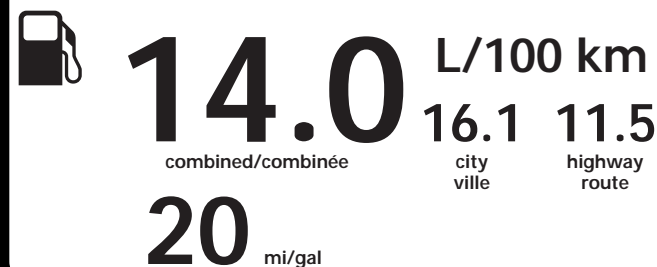 14.0 L/100 km
16.1 11.5
combined/combinée city highway
ville route
20 mi/gal